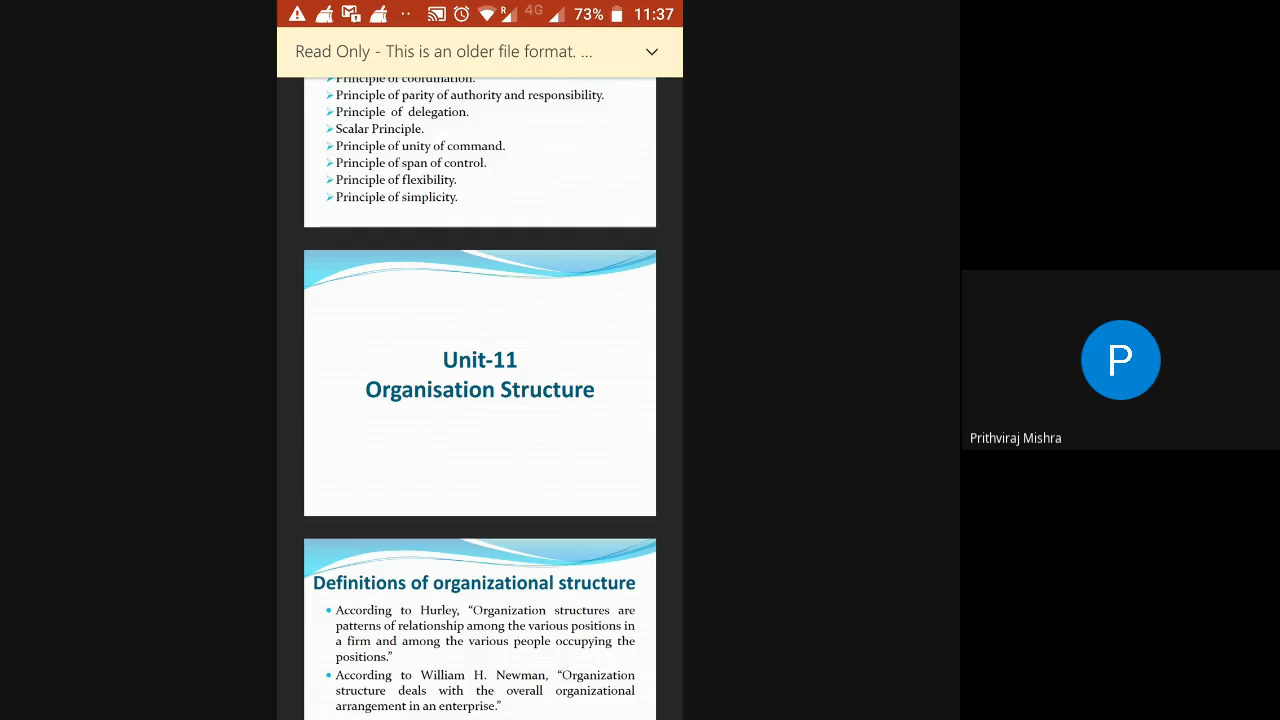 R 4G 73% 11:37
Read Only - This is an older file format. ...
Principle of coordination.
Principle of parity of authority and responsibility.
Principle of delegation.
Scalar Principle.
Principle of unity of command.
Principle of span of control.
Principle of flexibility.
Principle of simplicity.
Unit-11
Organisation Structure
Definitions of organizational structure
According to Hurley, “Organization structures are
patterns of relationship among the various positions in
a firm and among the various people occupying the
positions.”
According to William H. Newman, “Organization
structure deals with the overall organizational
arrangement in an enterprise.”
P
Prithviraj Mishra